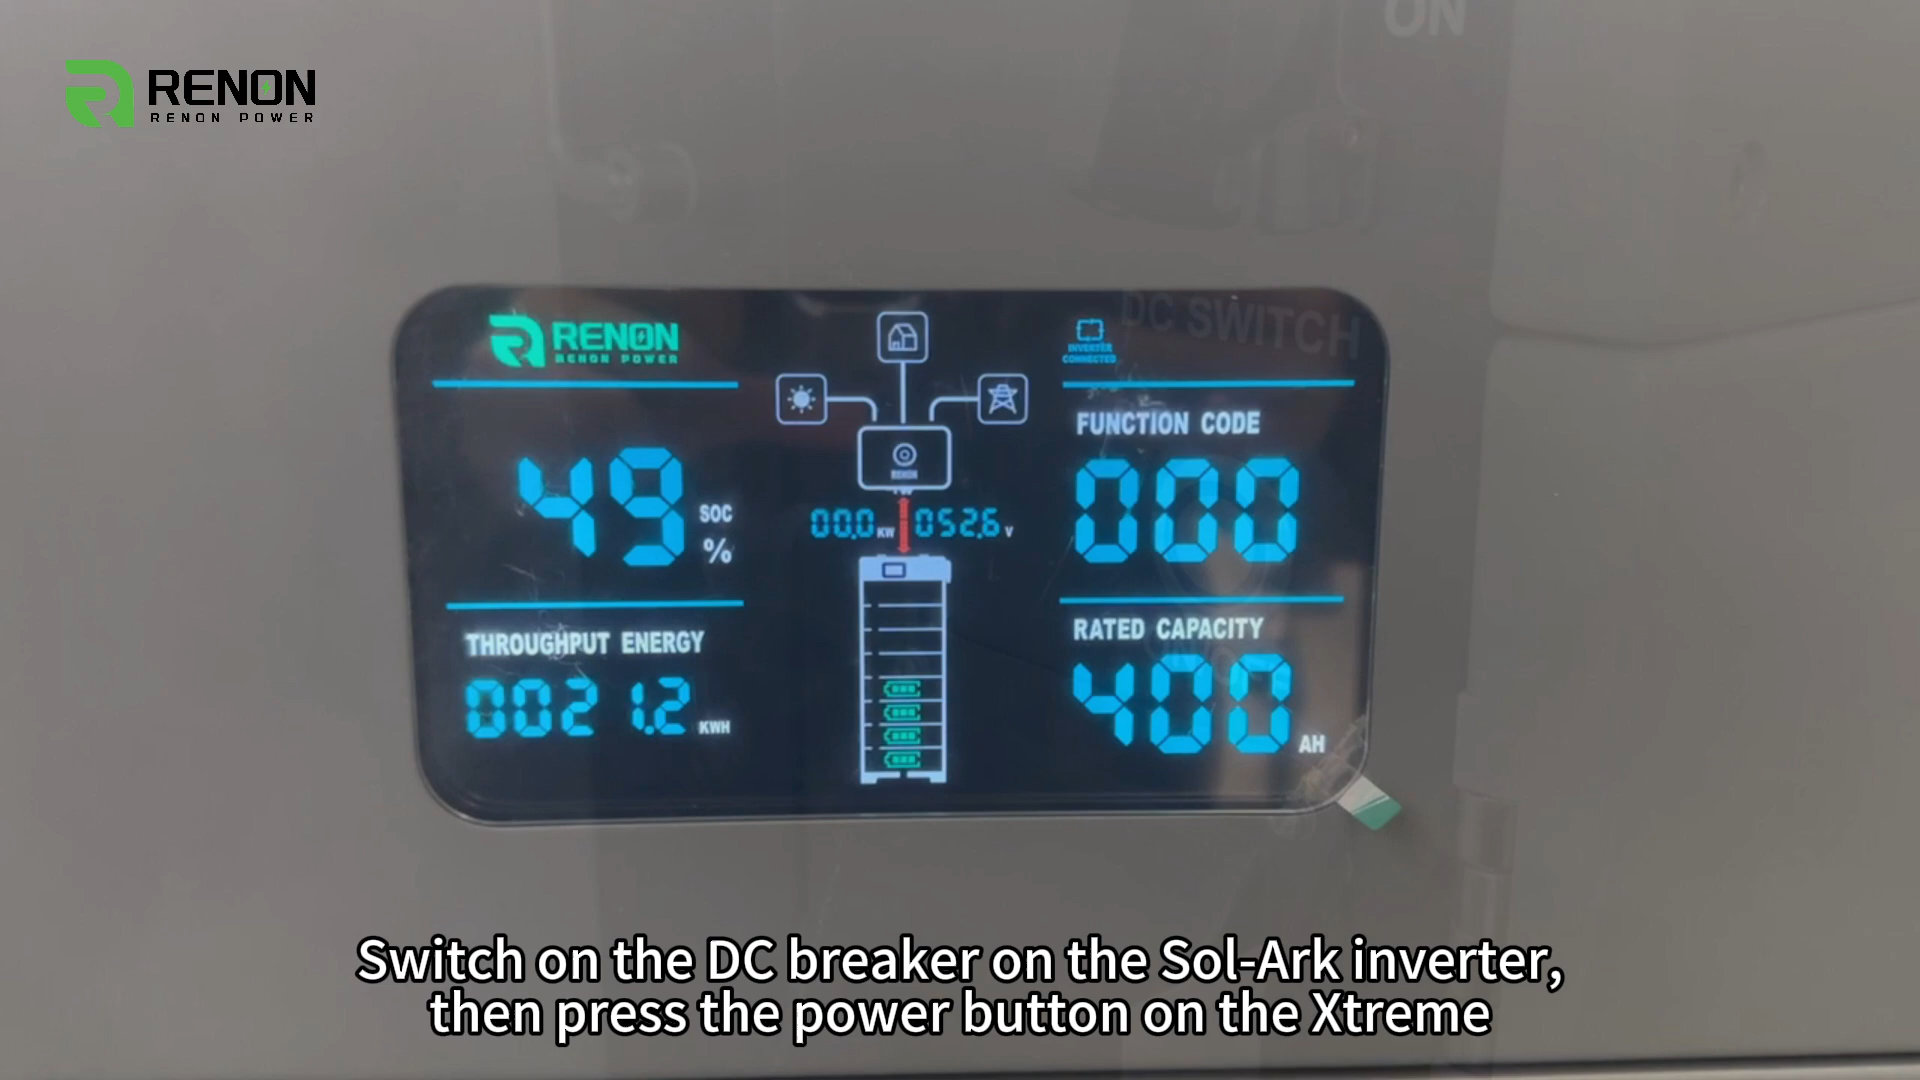 ON
RENON
RENON POWER
RENON
RENON POWER
INVERTER
CONNECTED
DC SWITCH
FUNCTION CODE
000
49
SOC
%
RENON
00.0 KW
052.6 V
THROUGHPUT ENERGY
0021.2 KWH
RATED CAPACITY
400 AH
Switch on the DC breaker on the Sol-Ark inverter,
then press the power button on the Xtreme